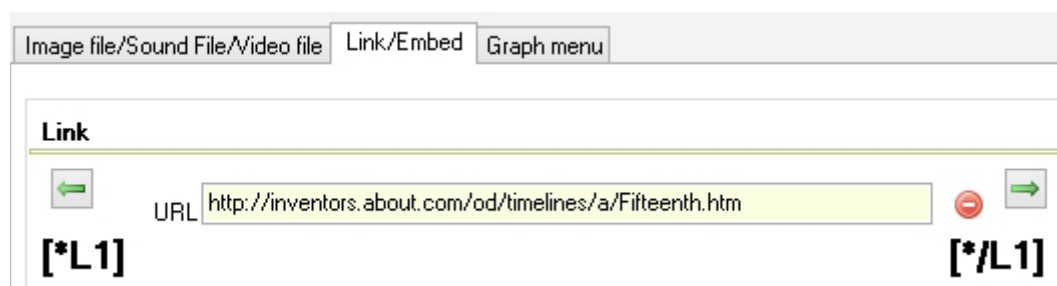 Image file/Sound File/Video file Link/Embed Graph menu
Link
URL http://inventors.about.com/od/timelines/a/Fifteenth.htm
[*L1] [*/L1]